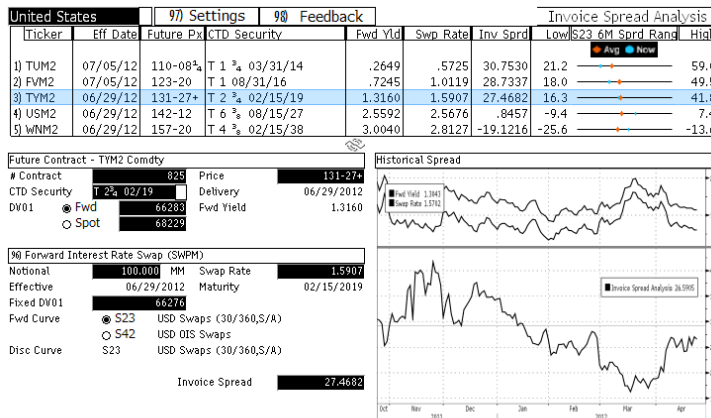 United States 97) Settings 98) Feedback Invoice Spread Analysis
Ticker Eff Date Future Px CTD Security Fwd Yld Swp Rate Inv Sprd Low S23 6M Sprd Rang High
Avg Now
1) TUM2 07/05/12 110-08¼ T 1 ¾ 03/31/14 .2649 .5725 30.7530 21.2 59.
2) FVM2 07/05/12 123-20 T 1 08/31/16 .7245 1.0119 28.7337 18.0 49.
3) TYM2 06/29/12 131-27+ T 2 ¾ 02/15/19 1.3160 1.5907 27.4682 16.3 41.
4) USM2 06/29/12 142-12 T 6 ⅜ 08/15/27 2.5592 2.5676 .8457 -9.4 7.
5) WNM2 06/29/12 157-20 T 4 ⅜ 02/15/38 3.0040 2.8127 -19.1216 -25.6 -13.
Future Contract - TYM2 Comdty
# Contract 825 Price 131-27+
CTD Security T 2¾ 02/19 Delivery 06/29/2012
DV01 Fwd 66283 Fwd Yield 1.3160
Spot 68229
96) Forward Interest Rate Swap (SWPM)
Notional 100.000 MM Swap Rate 1.5907
Effective 06/29/2012 Maturity 02/15/2019
Fixed DV01 66276
Fwd Curve S23 USD Swaps (30/360,S/A)
S42 USD OIS Swaps
Disc Curve S23 USD Swaps (30/360,S/A)
Invoice Spread 27.4682
Historical Spread
Fwd Yield 1.3043
Swap Rate 1.5702
Invoice Spread Analysis 26.5905
Oct Nov Dec Jan Feb Mar Apr
2011 2012